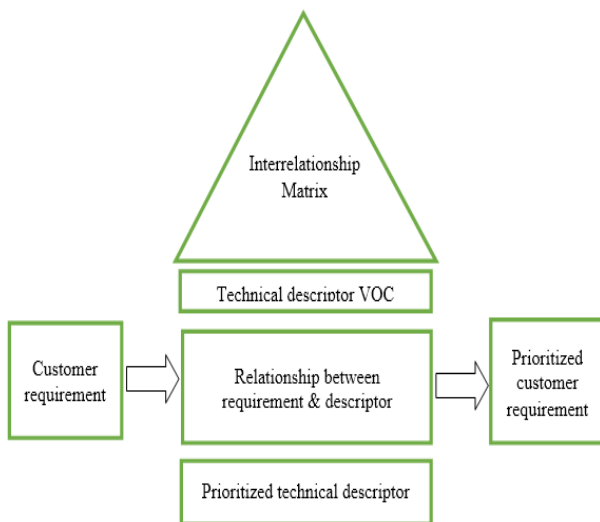 Interrelationship
Matrix
Technical descriptor VOC
Customer
requirement
Relationship between
requirement & descriptor
Prioritized
customer
requirement
Prioritized technical descriptor